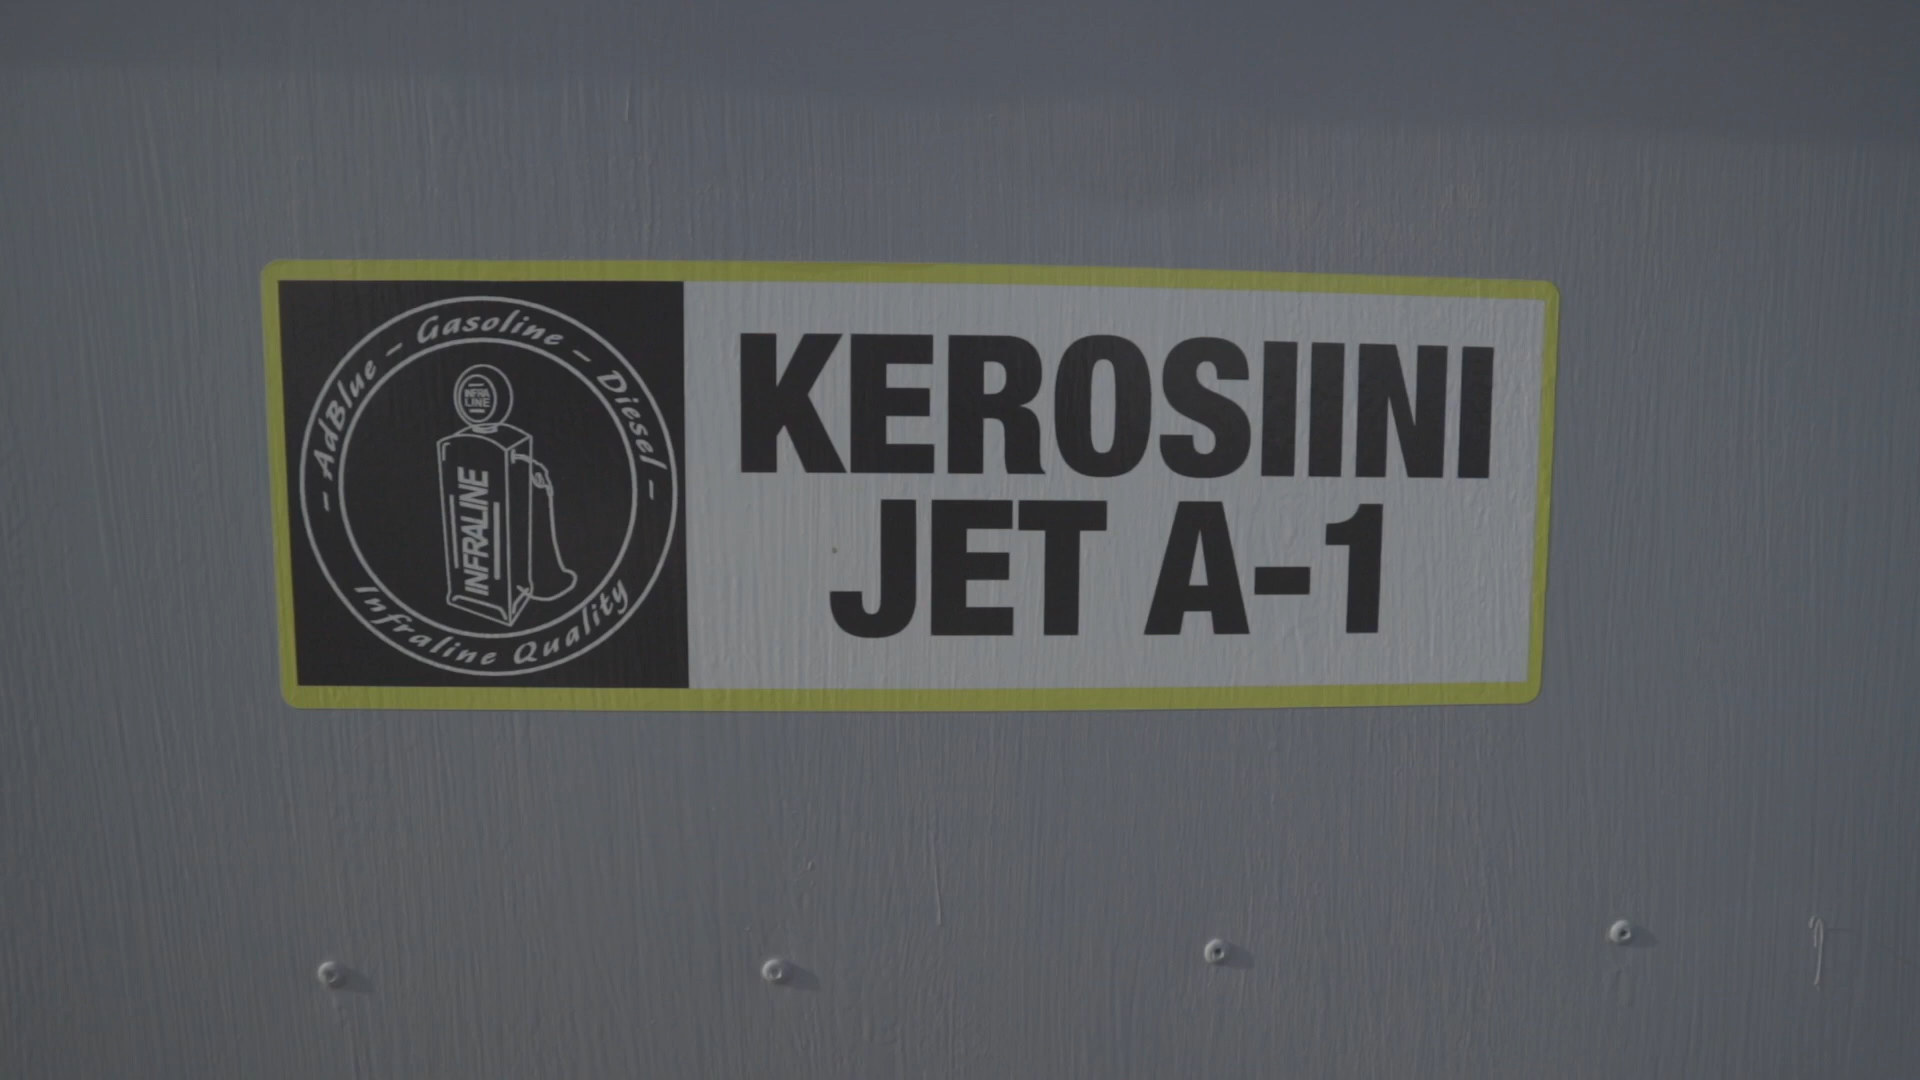 - AdBlue - Gasoline - Diesel -
INFRA
LINE
INFRALINE
Infraline Quality
KEROSIINI
JET A-1